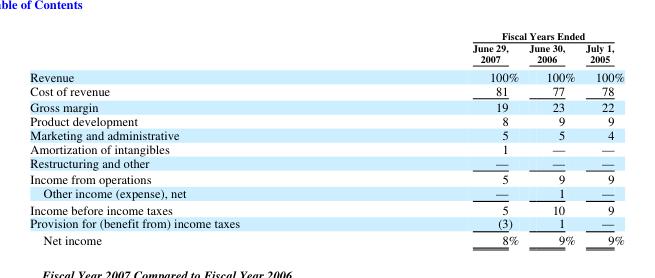 able of Contents
Fiscal Years Ended
June 29, 2007 June 30, 2006 July 1, 2005
Revenue 100% 100% 100%
Cost of revenue 81 77 78
Gross margin 19 23 22
Product development 8 9 9
Marketing and administrative 5 5 4
Amortization of intangibles 1 — —
Restructuring and other — — —
Income from operations 5 9 9
Other income (expense), net — 1 —
Income before income taxes 5 10 9
Provision for (benefit from) income taxes (3) 1 —
Net income 8% 9% 9%
Fiscal Year 2007 Compared to Fiscal Year 2006